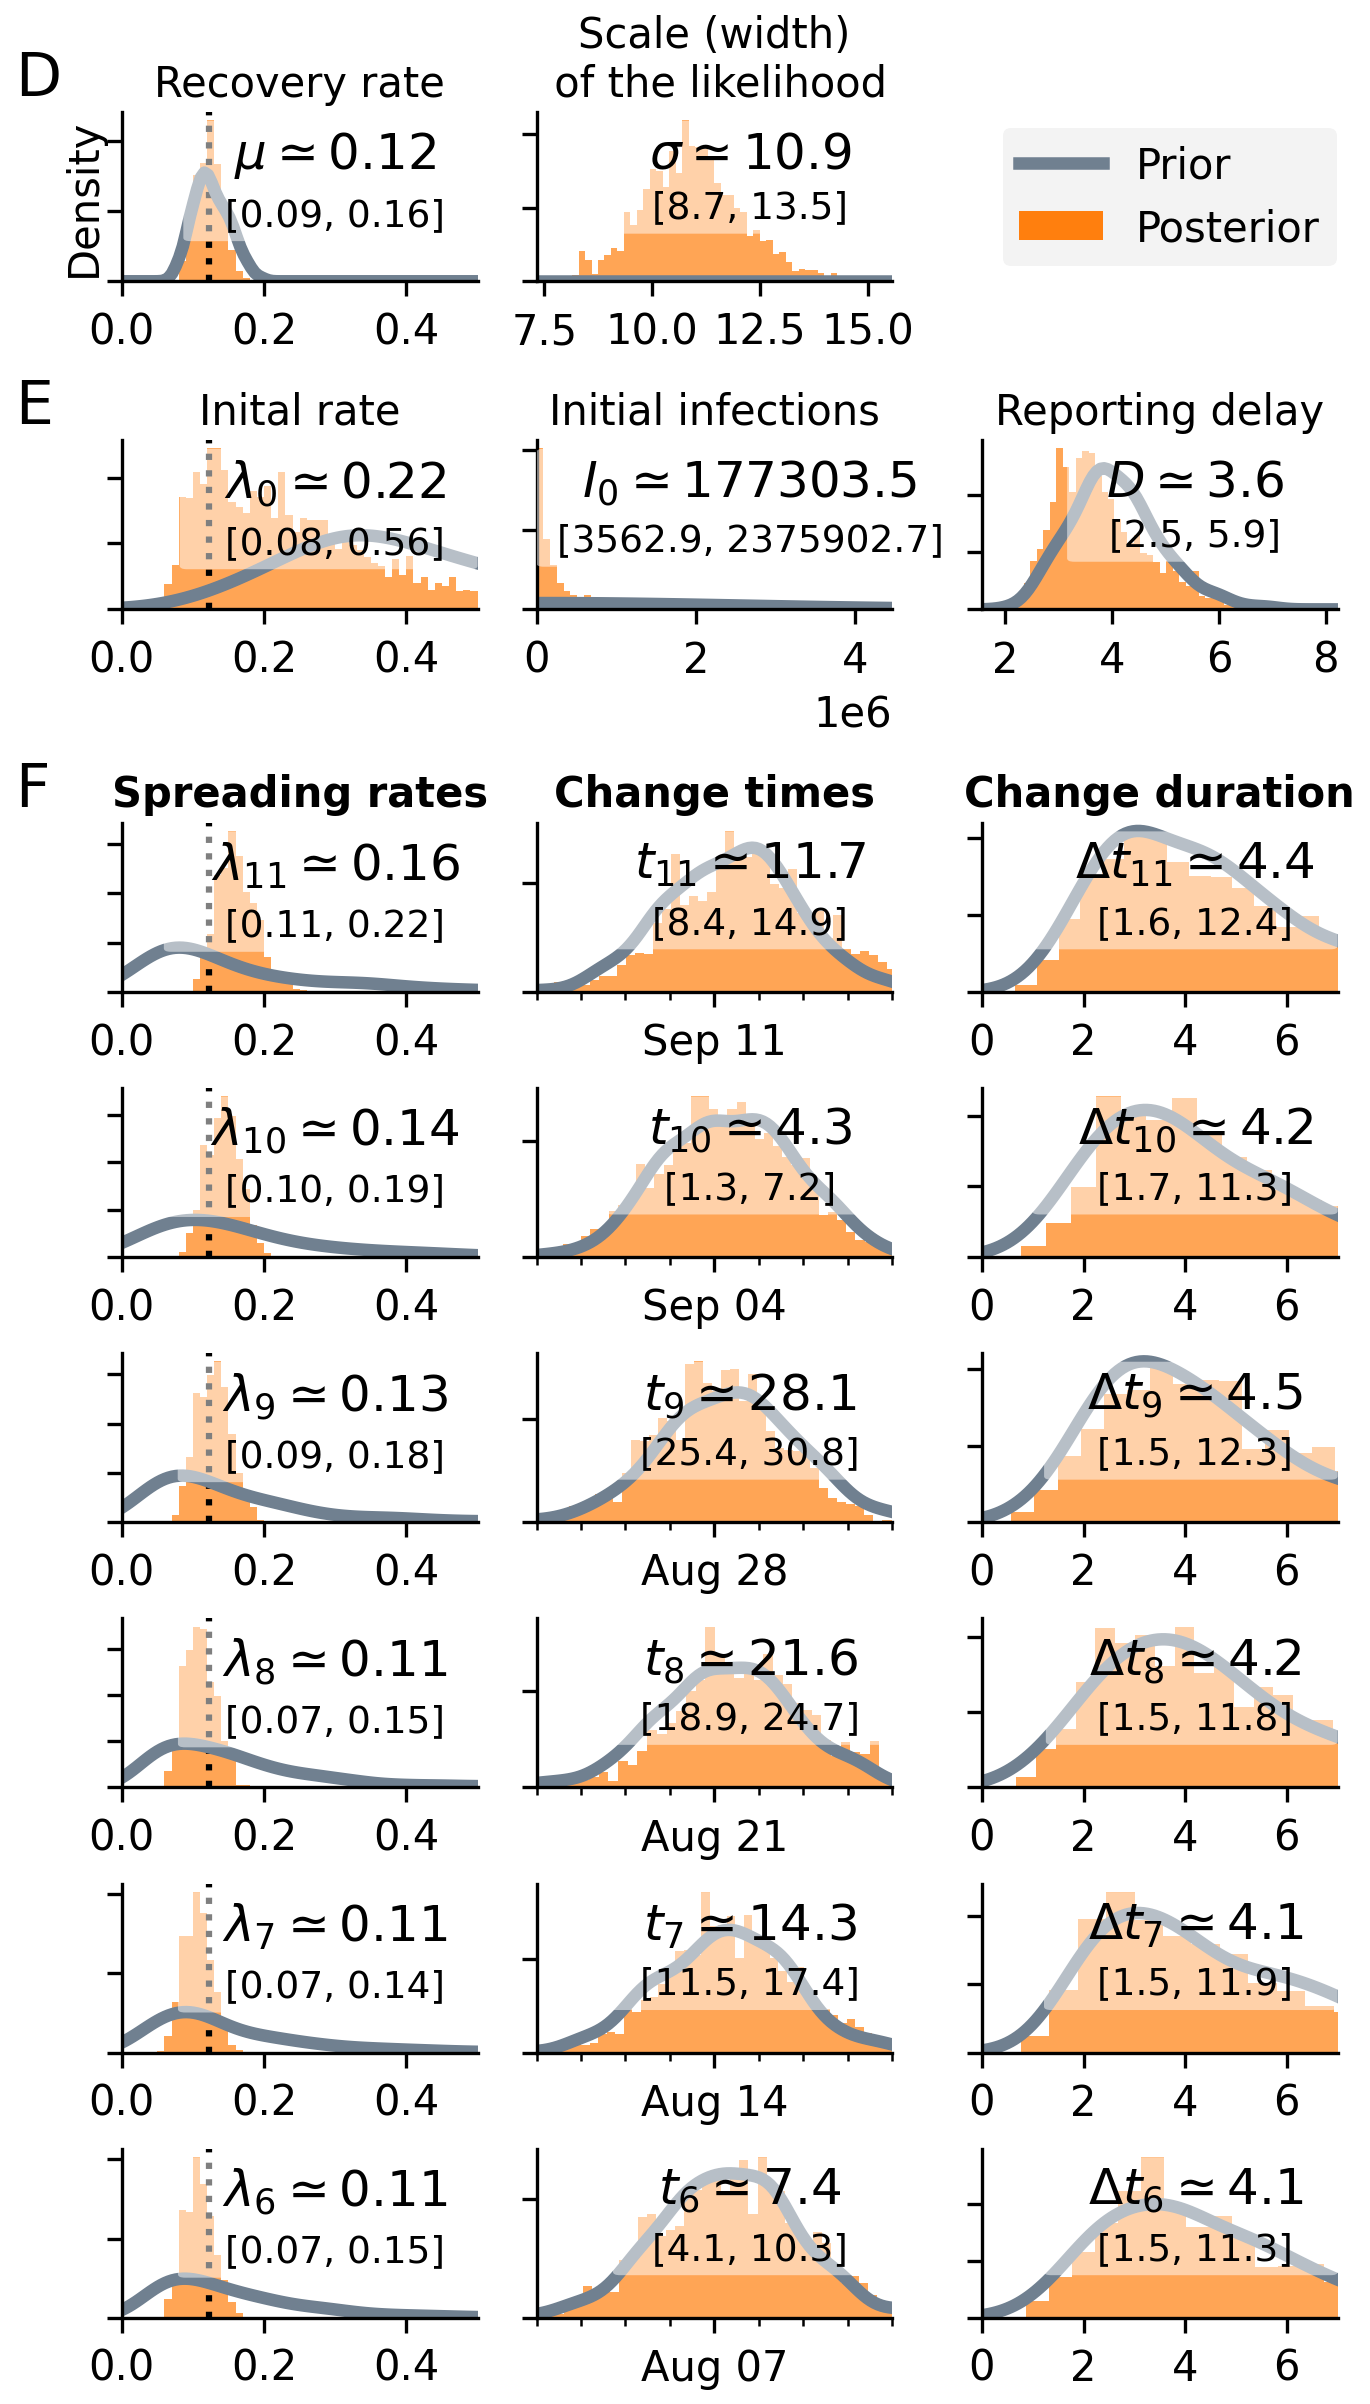 D
Recovery rate
Density
μ ≃ 0.12
[0.09, 0.16]
0.0 0.2 0.4
Scale (width)
of the likelihood
σ ≃ 10.9
[8.7, 13.5]
7.5 10.0 12.5 15.0
Prior
Posterior
E
Inital rate
λ0 ≃ 0.22
[0.08, 0.56]
0.0 0.2 0.4
Initial infections
I0 ≃ 177303.5
[3562.9, 2375902.7]
0 2 4
1e6
Reporting delay
D ≃ 3.6
[2.5, 5.9]
2 4 6 8
F
Spreading rates
Change times
Change duration
λ11 ≃ 0.16
[0.11, 0.22]
0.0 0.2 0.4
t11 ≃ 11.7
[8.4, 14.9]
Sep 11
Δt11 ≃ 4.4
[1.6, 12.4]
0 2 4 6
λ10 ≃ 0.14
[0.10, 0.19]
0.0 0.2 0.4
t10 ≃ 4.3
[1.3, 7.2]
Sep 04
Δt10 ≃ 4.2
[1.7, 11.3]
0 2 4 6
λ9 ≃ 0.13
[0.09, 0.18]
0.0 0.2 0.4
t9 ≃ 28.1
[25.4, 30.8]
Aug 28
Δt9 ≃ 4.5
[1.5, 12.3]
0 2 4 6
λ8 ≃ 0.11
[0.07, 0.15]
0.0 0.2 0.4
t8 ≃ 21.6
[18.9, 24.7]
Aug 21
Δt8 ≃ 4.2
[1.5, 11.8]
0 2 4 6
λ7 ≃ 0.11
[0.07, 0.14]
0.0 0.2 0.4
t7 ≃ 14.3
[11.5, 17.4]
Aug 14
Δt7 ≃ 4.1
[1.5, 11.9]
0 2 4 6
λ6 ≃ 0.11
[0.07, 0.15]
0.0 0.2 0.4
t6 ≃ 7.4
[4.1, 10.3]
Aug 07
Δt6 ≃ 4.1
[1.5, 11.3]
0 2 4 6